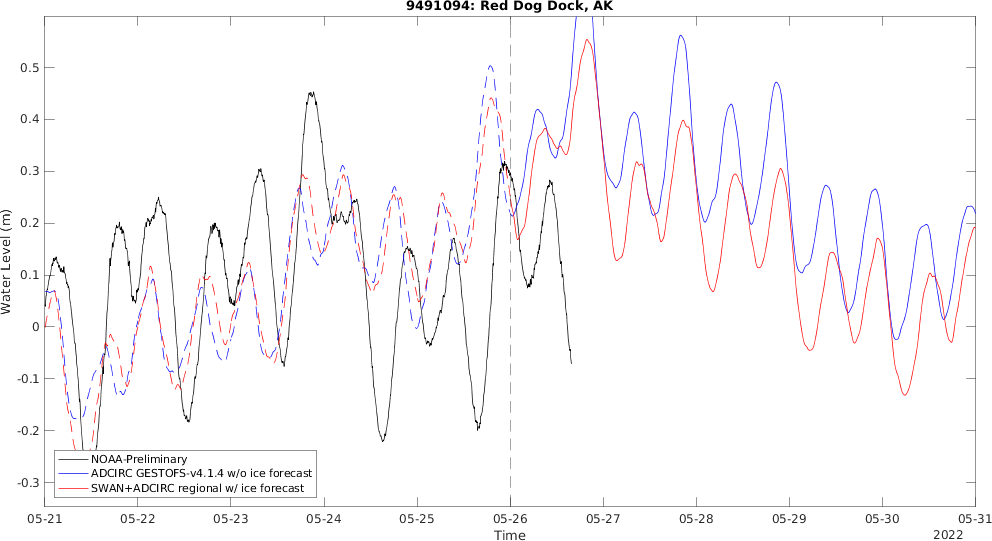 9491094: Red Dog Dock, AK
Water Level (m)
0.5
0.4
0.3
0.2
0.1
0
-0.1
-0.2
-0.3
NOAA-Preliminary
ADCIRC GESTOFS-v4.1.4 w/o ice forecast
SWAN+ADCIRC regional w/ ice forecast
05-21 05-22 05-23 05-24 05-25 05-26 05-27 05-28 05-29 05-30 05-31
Time
2022